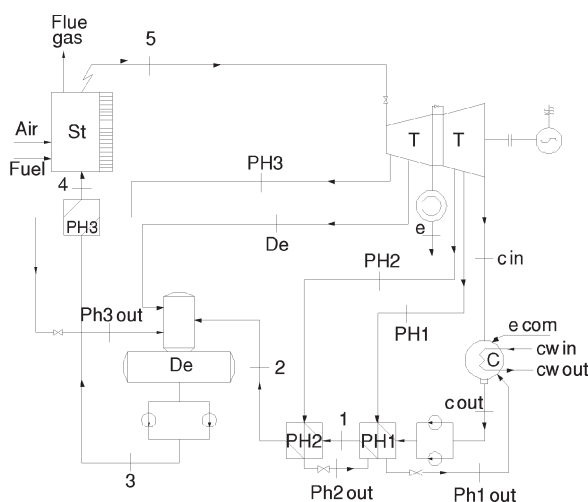 Flue
gas
5
St
Air
Fuel
4
PH3
T
T
PH3
De
e
PH2
c in
PH1
Ph3 out
e com
cw in
C
cw out
De
2
c out
1
PH2
PH1
3
Ph2 out
Ph1 out